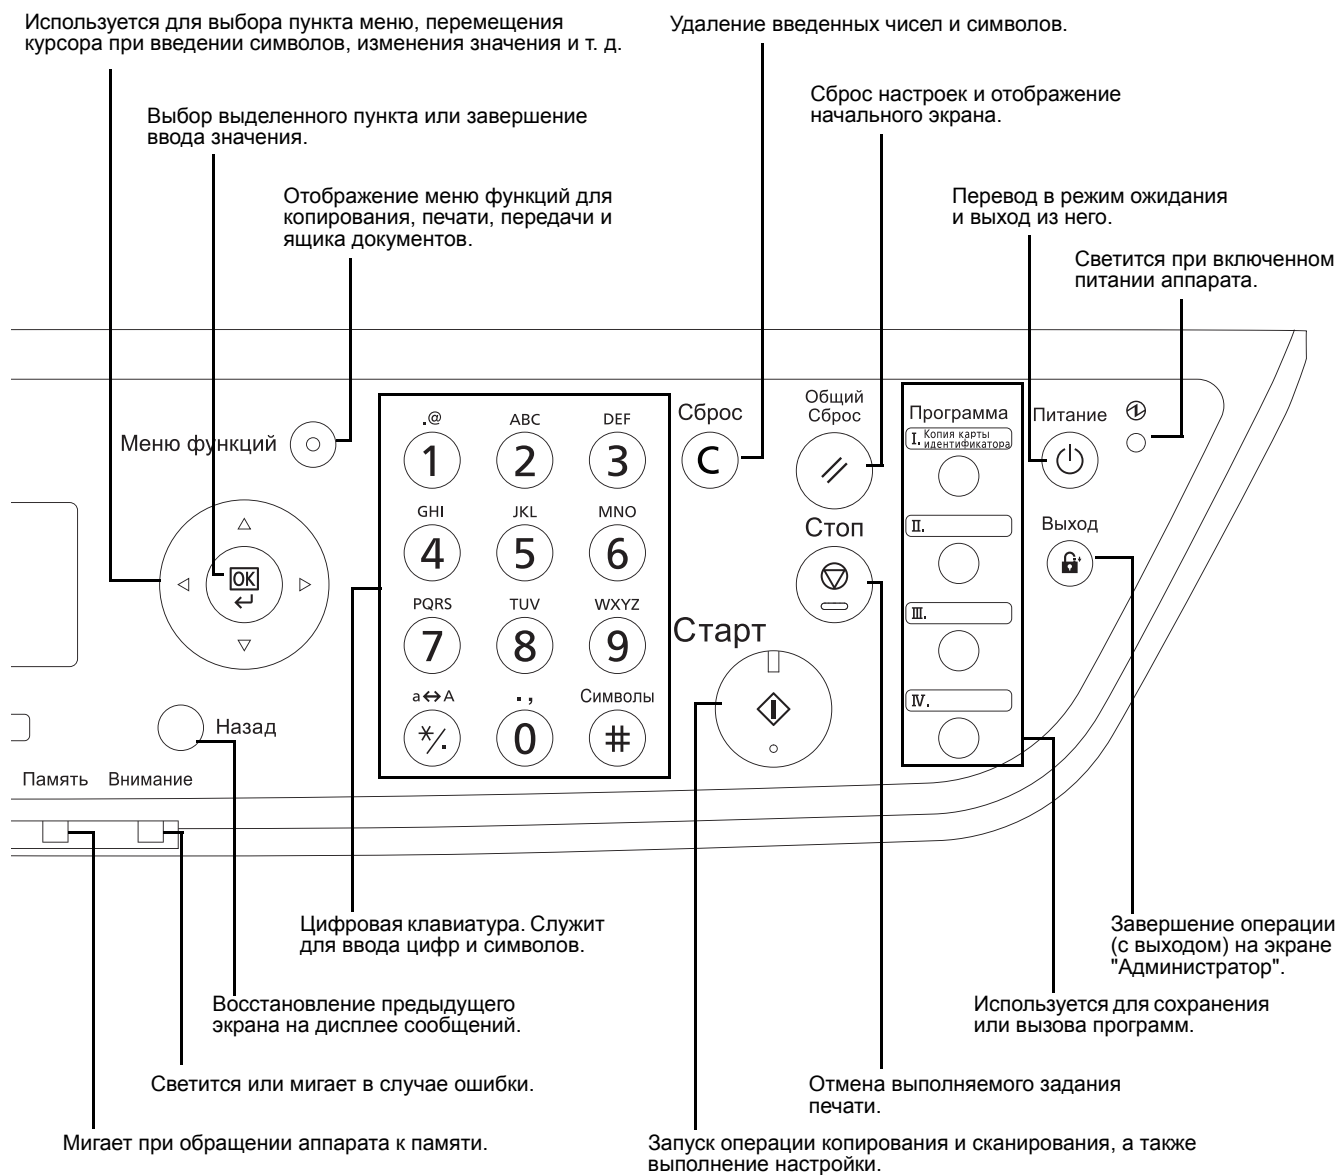 Используется для выбора пункта меню, перемещения
курсора при введении символов, изменения значения и т. д.
Удаление введенных чисел и символов.
Выбор выделенного пункта или завершение
ввода значения.
Сброс настроек и отображение
начального экрана.
Отображение меню функций для
копирования, печати, передачи и
ящика документов.
Перевод в режим ожидания
и выход из него.
Светится при включенном
питании аппарата.
Меню функций
OK
Назад
Память
Внимание
.@
1
ABC
2
DEF
3
GHI
4
JKL
5
MNO
6
PQRS
7
TUV
8
WXYZ
9
a↔A
*/.
.,
0
Символы
#
Сброс
C
Общий
Сброс
Стоп
Старт
Программа
I. Копия карты
идентификатора
II.
III.
IV.
Питание
Выход
Цифровая клавиатура. Служит
для ввода цифр и символов.
Завершение операции
(с выходом) на экране
"Администратор".
Восстановление предыдущего
экрана на дисплее сообщений.
Используется для сохранения
или вызова программ.
Светится или мигает в случае ошибки.
Отмена выполняемого задания
печати.
Мигает при обращении аппарата к памяти.
Запуск операции копирования и сканирования, а также
выполнение настройки.